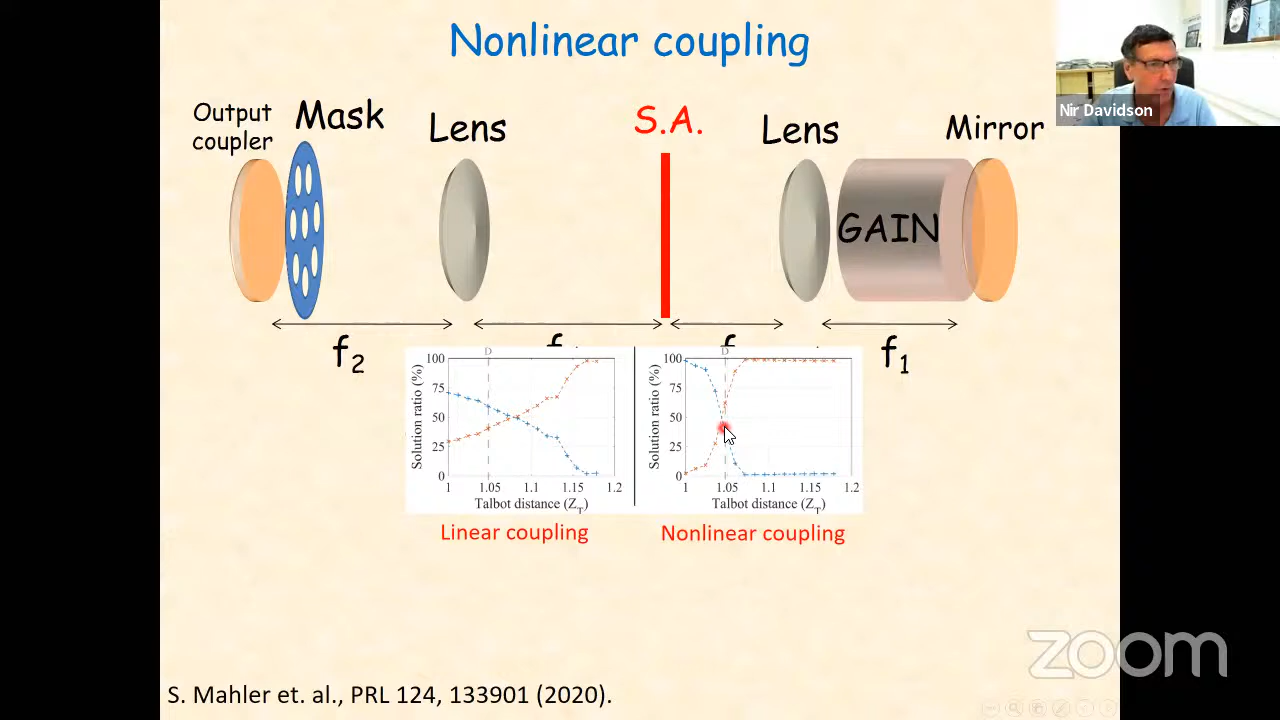 Nonlinear coupling
Nir Davidson
Output
coupler
Mask
Lens
S.A.
Lens
Mirror
GAIN
f2
f
f
f1
D
100
75
50
25
0
Solution ratio (%)
1 1.05 1.1 1.15 1.2
Talbot distance (ZT)
Linear coupling
D
100
75
50
25
0
Solution ratio (%)
1 1.05 1.1 1.15 1.2
Talbot distance (ZT)
Nonlinear coupling
zoom
S. Mahler et. al., PRL 124, 133901 (2020).